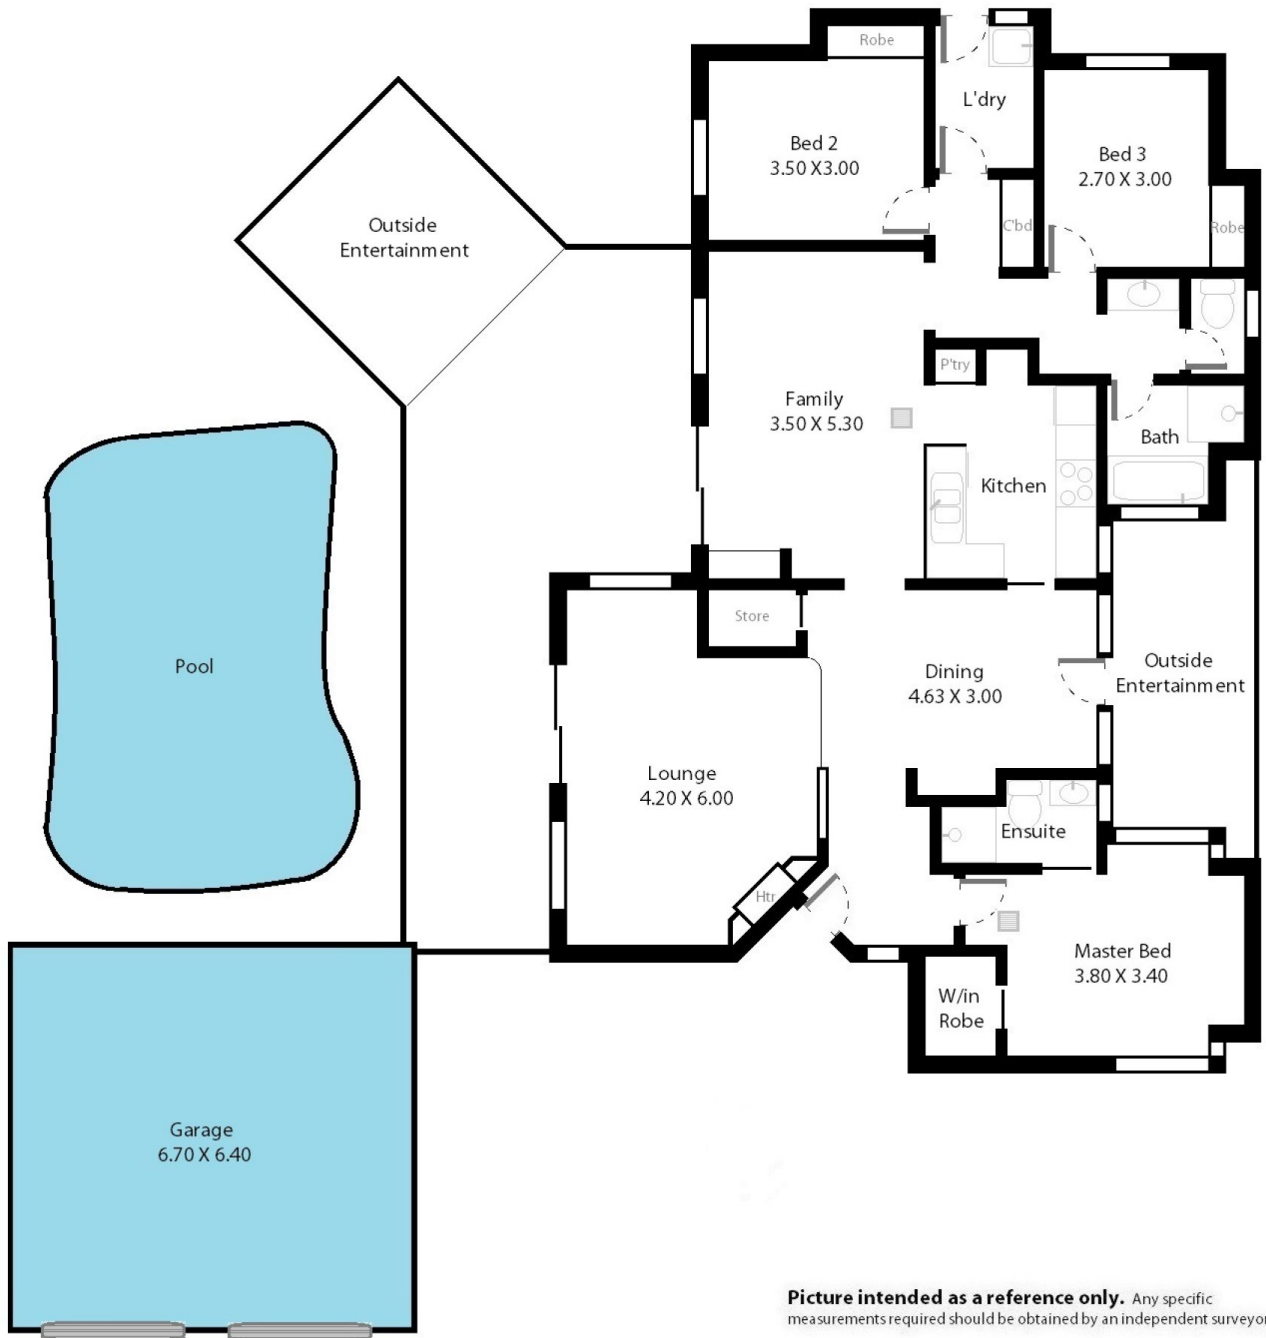 Robe
L'dry
Bed 2
3.50 X3.00
Bed 3
2.70 X 3.00
C'bd
Robe
Outside
Entertainment
P'try
Family
3.50 X 5.30
Bath
Kitchen
Store
Pool
Dining
4.63 X 3.00
Outside
Entertainment
Lounge
4.20 X 6.00
Ensuite
Htr
Master Bed
3.80 X 3.40
W/in
Robe
Garage
6.70 X 6.40
Picture intended as a reference only. Any specific
measurements required should be obtained by an independent surveyor